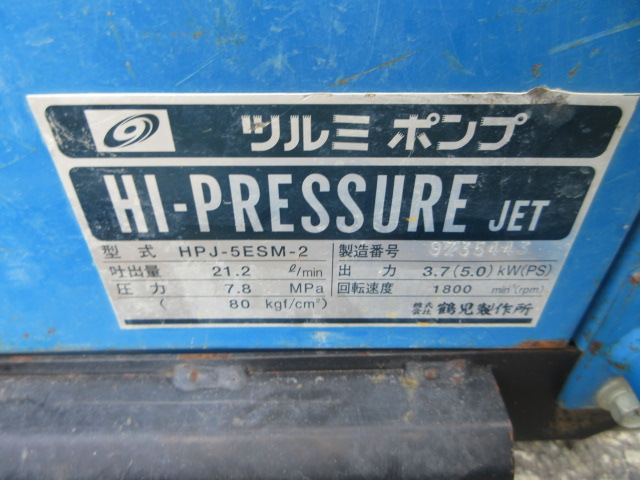 ツルミポンプ
HI-PRESSURE JET
型式 HPJ-5ESM-2 製造番号 9235443
吐出量 21.2 ℓ/min 出力 3.7(5.0) kW(PS)
圧力 7.8 MPa 回転速度 1800 min⁻¹(rpm)
( 80 kgf/cm²) 株式会社 鶴見製作所